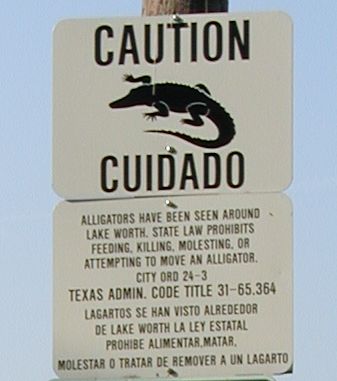 CAUTION
CUIDADO
ALLIGATORS HAVE BEEN SEEN AROUND
LAKE WORTH. STATE LAW PROHIBITS
FEEDING, KILLING, MOLESTING, OR
ATTEMPTING TO MOVE AN ALLIGATOR.
CITY ORD 24-3
TEXAS ADMIN. CODE TITLE 31-65.364
LAGARTOS SE HAN VISTO ALREDEDOR
DE LAKE WORTH LA LEY ESTATAL
PROHIBE ALIMENTAR,MATAR,
MOLESTAR O TRATAR DE REMOVER A UN LAGARTO